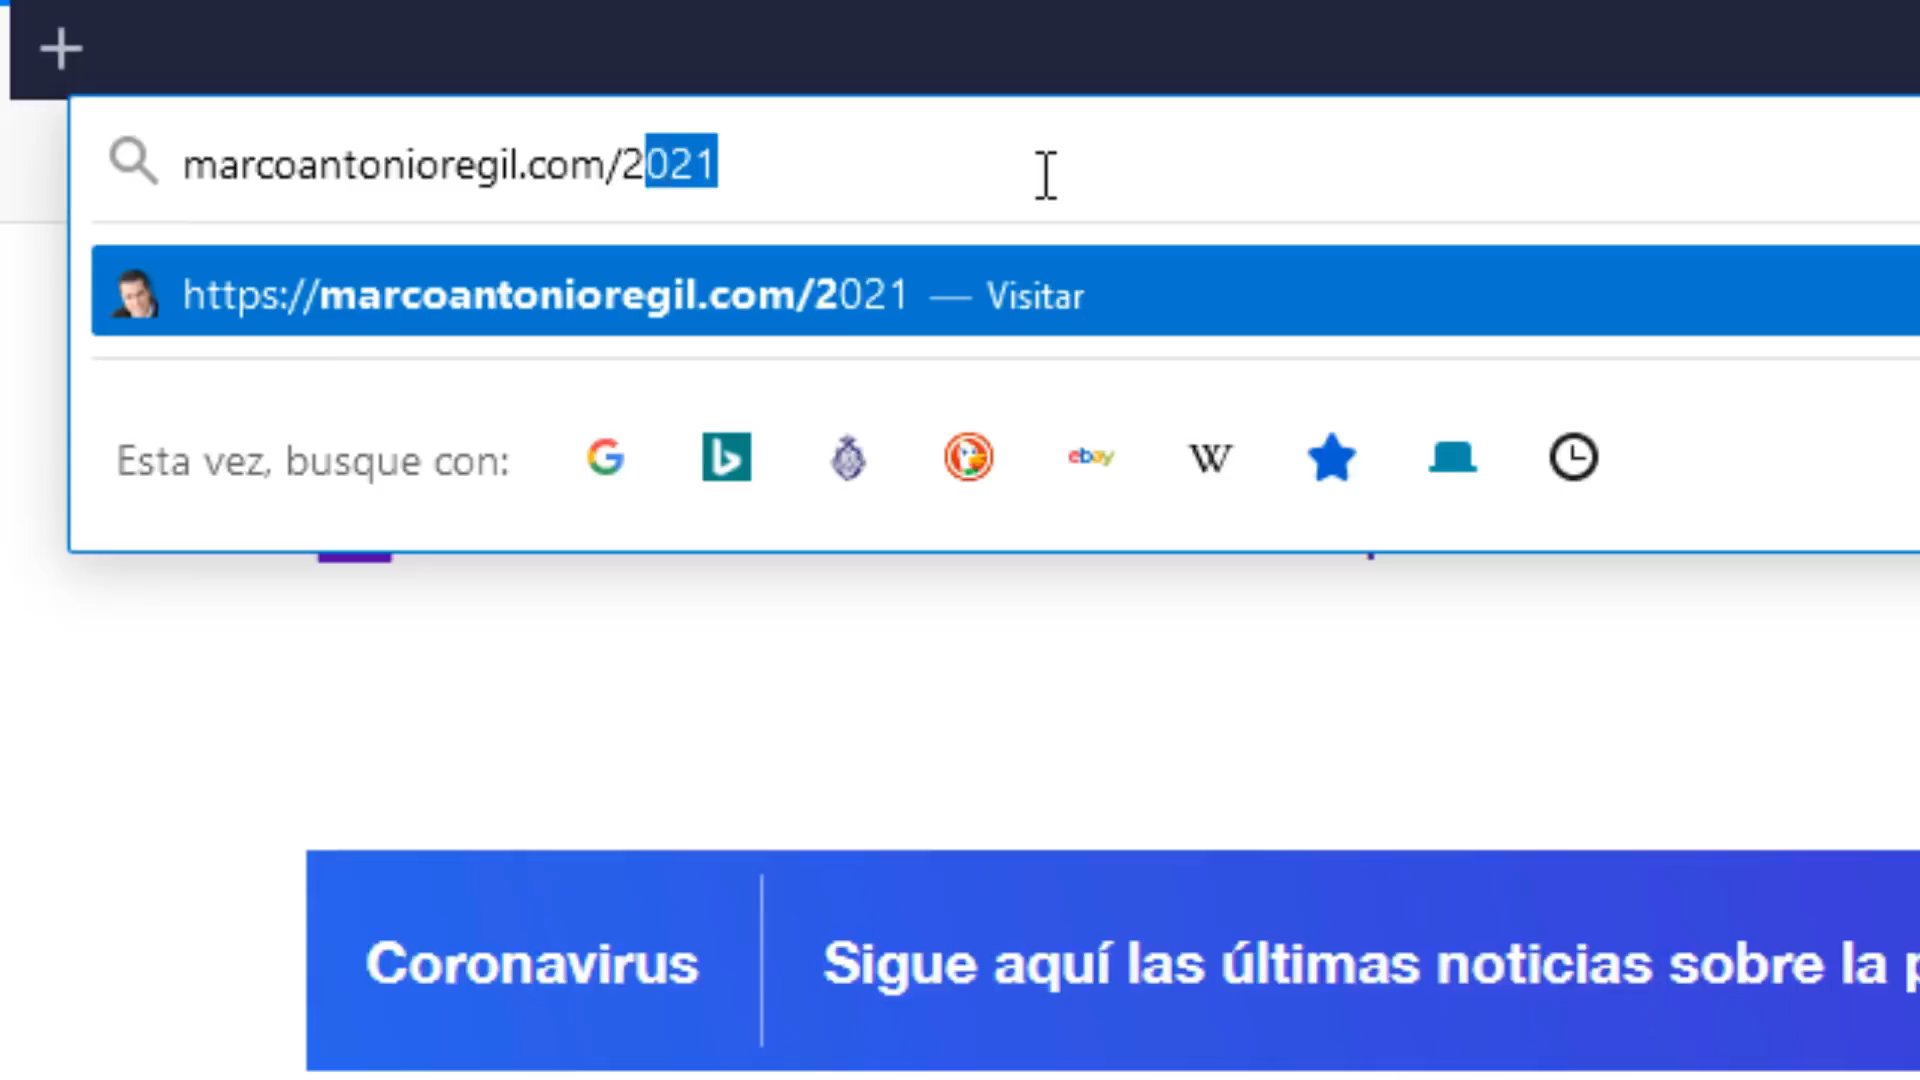 marcoantonioregil.com/2021
https://marcoantonioregil.com/2021 — Visitar
Esta vez, busque con:
ebay
W
Coronavirus
Sigue aquí las últimas noticias sobre la p